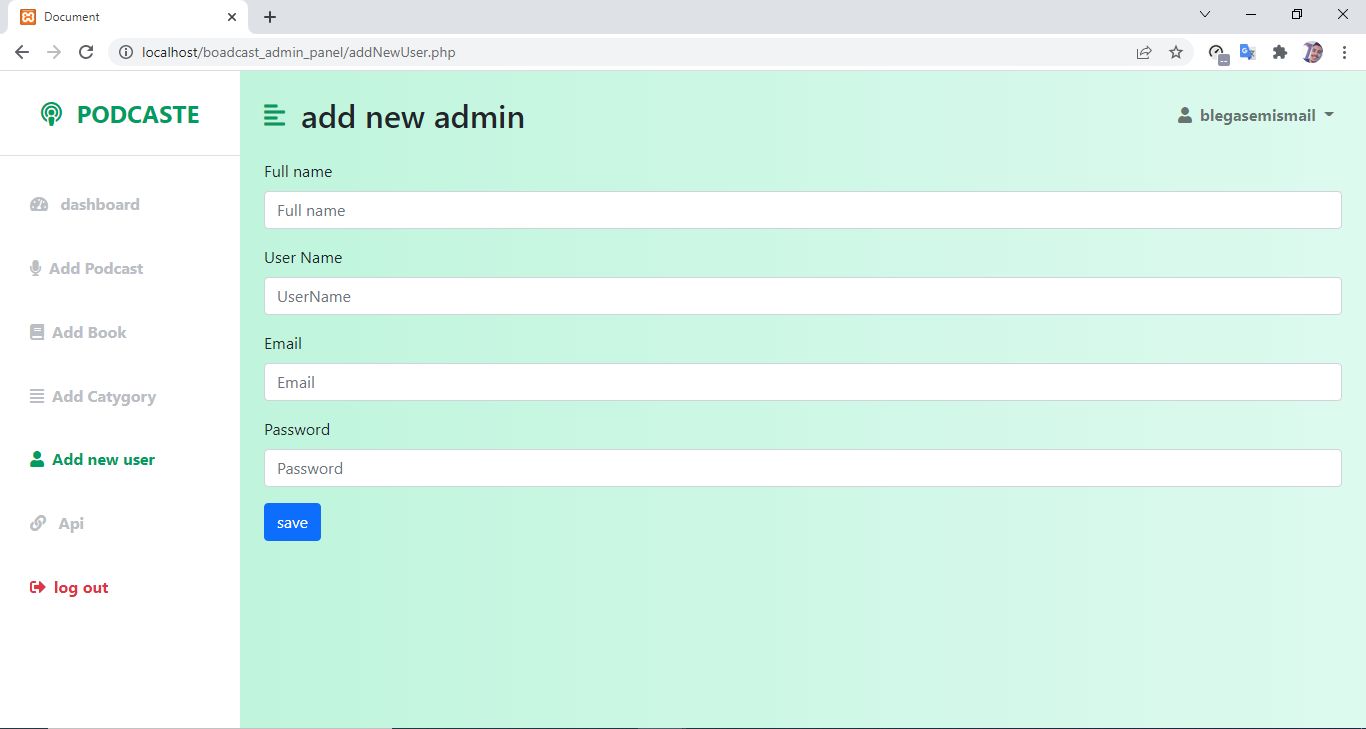 Document
localhost/boadcast_admin_panel/addNewUser.php
PODCASTE
add new admin
blegasemismail
dashboard
Add Podcast
Add Book
Add Catygory
Add new user
Api
log out
Full name
Full name
User Name
UserName
Email
Email
Password
Password
save